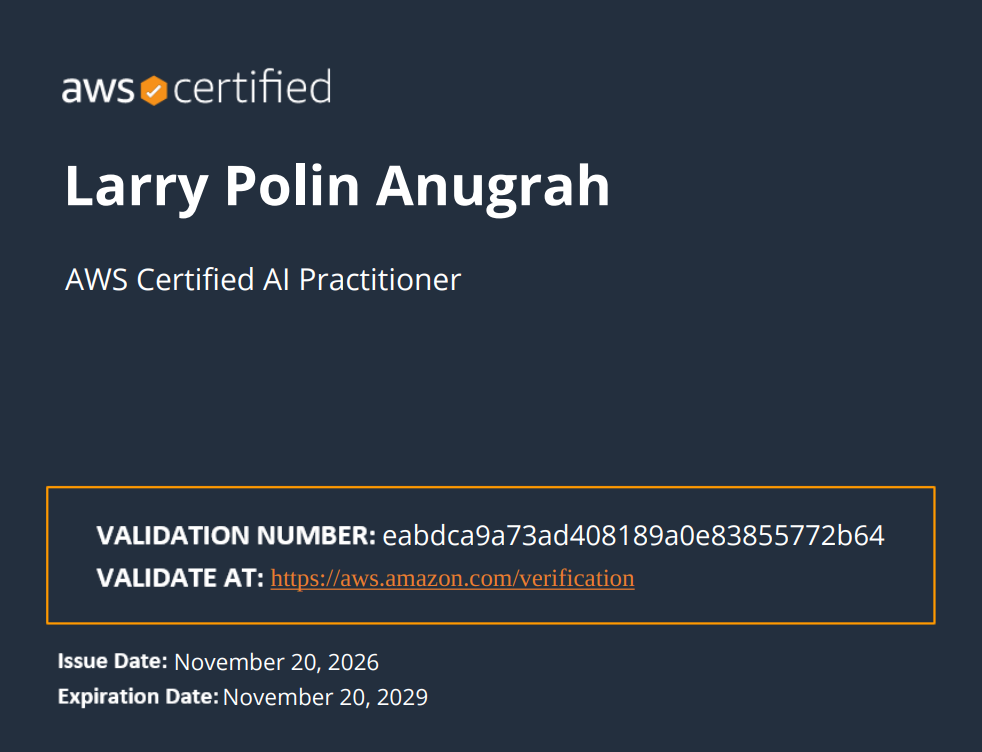 aws certified
Larry Polin Anugrah
AWS Certified AI Practitioner
VALIDATION NUMBER: eabdca9a73ad408189a0e83855772b64
VALIDATE AT: https://aws.amazon.com/verification
Issue Date: November 20, 2026
Expiration Date: November 20, 2029